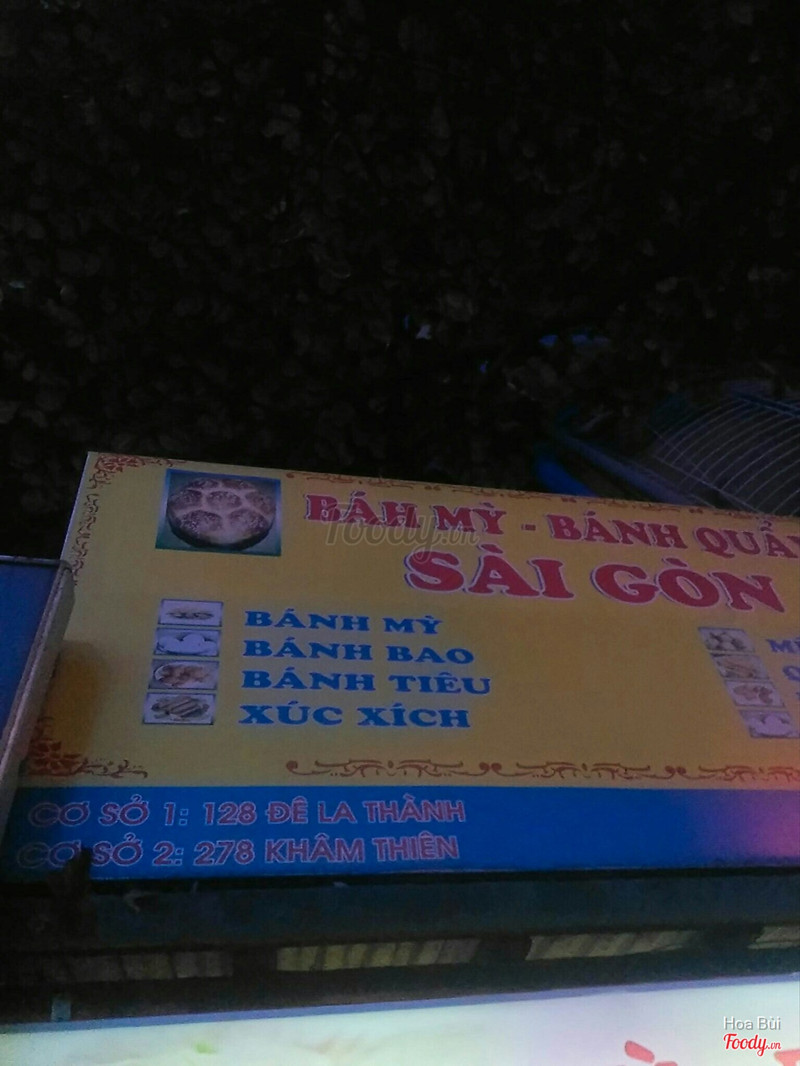 BÁH MỲ - BÁNH QUẨY
SÀI GÒN
BÁNH MỲ
BÁNH BAO
BÁNH TIÊU
XÚC XÍCH
CƠ SỞ 1: 128 ĐÊ LA THÀNH
CƠ SỞ 2: 278 KHÂM THIÊN
Foody.vn
Hoa Bùi
Foody.vn